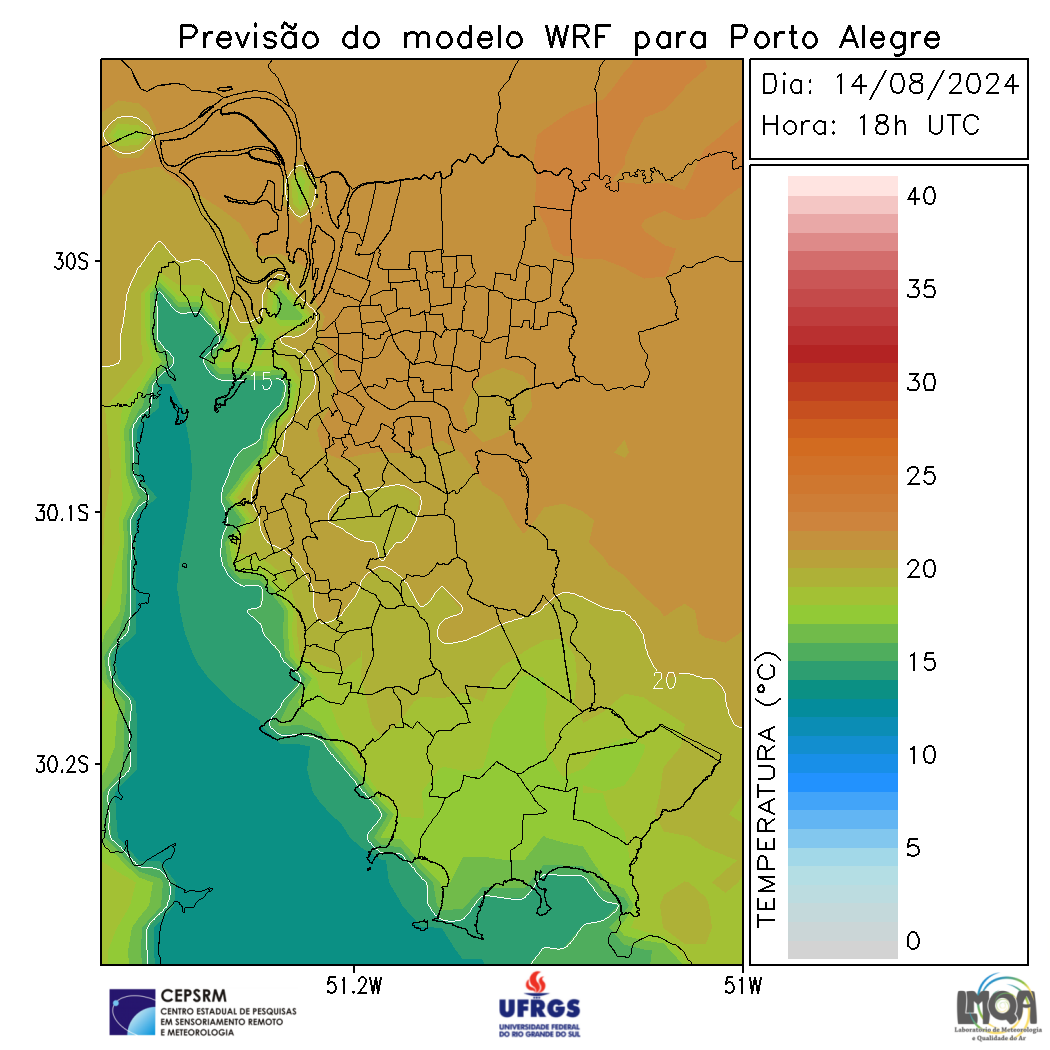 Previsão do modelo WRF para Porto Alegre
Dia: 14/08/2024
Hora: 18h UTC
40
35
30
25
20
15
10
5
0
TEMPERATURA (°C)
30S
30.1S
30.2S
51.2W
51W
15
20
CEPSRM
CENTRO ESTADUAL DE PESQUISAS
EM SENSORIAMENTO REMOTO
E METEOROLOGIA
UFRGS
UNIVERSIDADE FEDERAL
DO RIO GRANDE DO SUL
LMQA
Laboratório de Meteorologia
e Qualidade do Ar